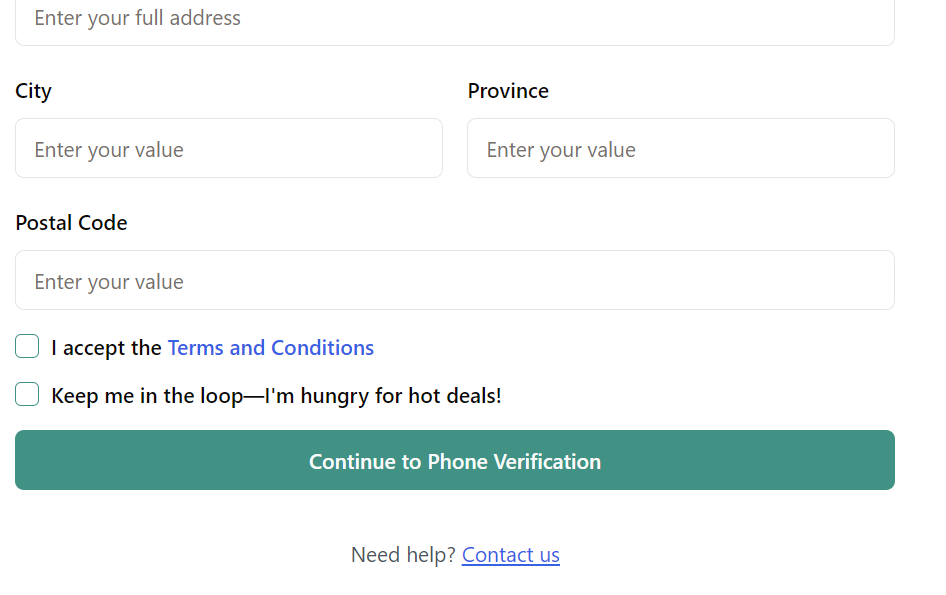 Enter your full address
City
Province
Enter your value
Enter your value
Postal Code
Enter your value
I accept the Terms and Conditions
Keep me in the loop—I'm hungry for hot deals!
Continue to Phone Verification
Need help? Contact us